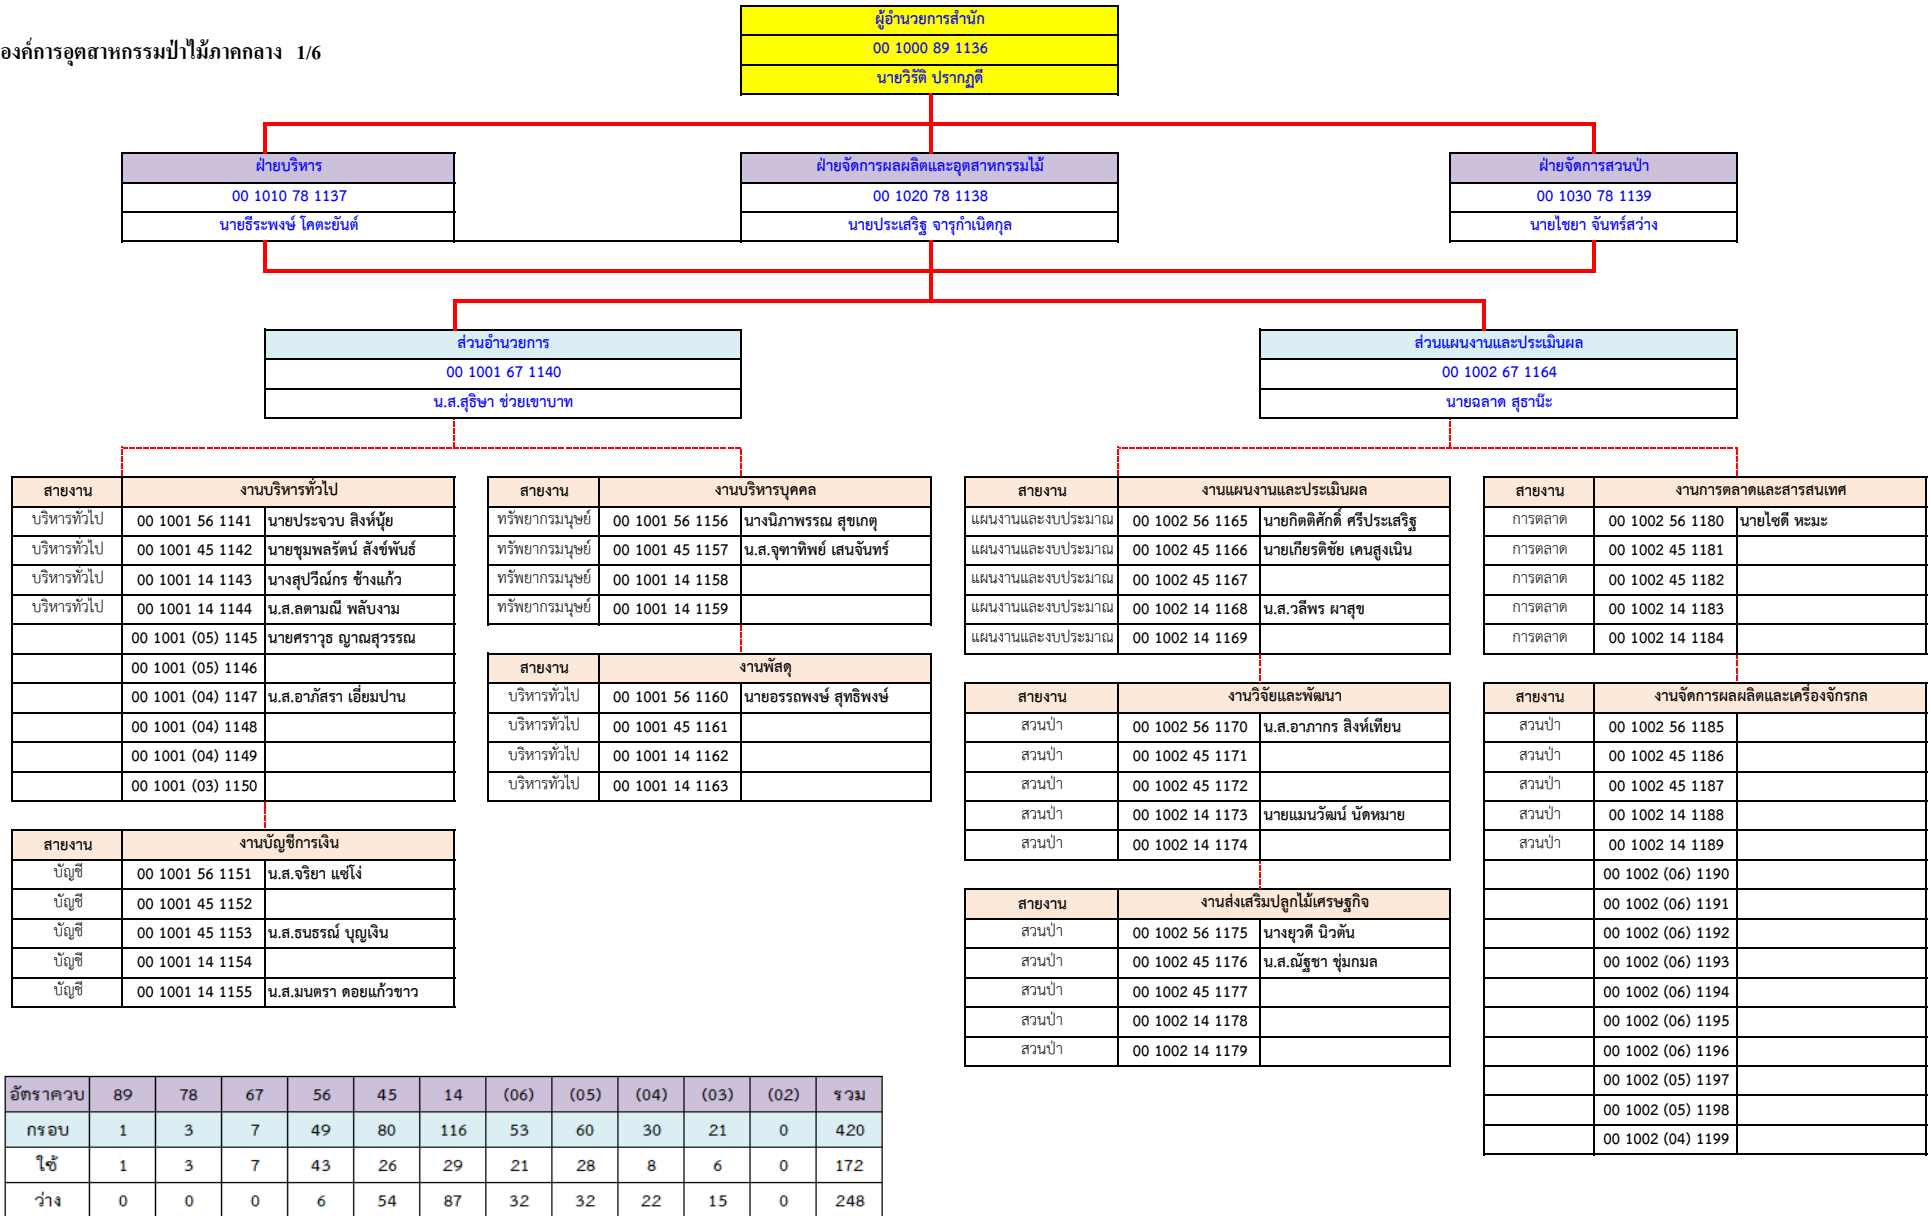 องค์การอุตสาหกรรมป่าไม้ภาคกลาง 1/6
ผู้อำนวยการสำนัก
00 1000 89 1136
นายวิรัติ ปรากฏดี
ฝ่ายบริหาร
00 1010 78 1137
นายธีระพงษ์ โคตะยันต์
ฝ่ายจัดการผลผลิตและอุตสาหกรรมไม้
00 1020 78 1138
นายประเสริฐ จารุกำเนิดกุล
ฝ่ายจัดการสวนป่า
00 1030 78 1139
นายไชยา จันทร์สว่าง
ส่วนอำนวยการ
00 1001 67 1140
น.ส.สุธิษา ช่วยเขาบาท
ส่วนแผนงานและประเมินผล
00 1002 67 1164
นายฉลาด สุธานีะ
สายงาน งานบริหารทั่วไป
บริหารทั่วไป 00 1001 56 1141 นายประจวบ สิงห์นุ้ย
บริหารทั่วไป 00 1001 45 1142 นายชุมพลรัตน์ สังข์พันธ์
บริหารทั่วไป 00 1001 14 1143 นางสุปวีณ์กร ช้างแก้ว
บริหารทั่วไป 00 1001 14 1144 น.ส.ลตามณี พลับงาม
00 1001 (05) 1145 นายศราวุธ ญาณสุวรรณ
00 1001 (05) 1146
00 1001 (04) 1147 น.ส.อาภัสรา เอี่ยมปาน
00 1001 (04) 1148
00 1001 (04) 1149
00 1001 (03) 1150
สายงาน งานบัญชีการเงิน
บัญชี 00 1001 56 1151 น.ส.จริยา แซ่โง่
บัญชี 00 1001 45 1152
บัญชี 00 1001 45 1153 น.ส.ธนธรณ์ บุญเงิน
บัญชี 00 1001 14 1154
บัญชี 00 1001 14 1155 น.ส.มนตรา ดอยแก้วขาว
สายงาน งานบริหารบุคคล
ทรัพยากรมนุษย์ 00 1001 56 1156 นางนิภาพรรณ สุขเกตุ
ทรัพยากรมนุษย์ 00 1001 45 1157 น.ส.จุฑาทิพย์ เสนจันทร์
ทรัพยากรมนุษย์ 00 1001 14 1158
ทรัพยากรมนุษย์ 00 1001 14 1159
สายงาน งานพัสดุ
บริหารทั่วไป 00 1001 56 1160 นายอรรถพงษ์ สุทธิพงษ์
บริหารทั่วไป 00 1001 45 1161
บริหารทั่วไป 00 1001 14 1162
บริหารทั่วไป 00 1001 14 1163
สายงาน งานแผนงานและประเมินผล
แผนงานและงบประมาณ 00 1002 56 1165 นายกิตติศักดิ์ ศรีประเสริฐ
แผนงานและงบประมาณ 00 1002 45 1166 นายเกียรติชัย เคนสูงเนิน
แผนงานและงบประมาณ 00 1002 45 1167
แผนงานและงบประมาณ 00 1002 14 1168 น.ส.วลีพร ผาสุข
แผนงานและงบประมาณ 00 1002 14 1169
สายงาน งานวิจัยและพัฒนา
สวนป่า 00 1002 56 1170 น.ส.อาภากร สิงห์เทียน
สวนป่า 00 1002 45 1171
สวนป่า 00 1002 45 1172
สวนป่า 00 1002 14 1173 นายแมนวัฒน์ นัดหมาย
สวนป่า 00 1002 14 1174
สายงาน งานส่งเสริมปลูกไม้เศรษฐกิจ
สวนป่า 00 1002 56 1175 นางยุวดี นิวตัน
สวนป่า 00 1002 45 1176 น.ส.ณัฐชา ชุ่มกมล
สวนป่า 00 1002 45 1177
สวนป่า 00 1002 14 1178
สวนป่า 00 1002 14 1179
สายงาน งานการตลาดและสารสนเทศ
การตลาด 00 1002 56 1180 นายไซดี หะมะ
การตลาด 00 1002 45 1181
การตลาด 00 1002 45 1182
การตลาด 00 1002 14 1183
การตลาด 00 1002 14 1184
สายงาน งานจัดการผลผลิตและเครื่องจักรกล
สวนป่า 00 1002 56 1185
สวนป่า 00 1002 45 1186
สวนป่า 00 1002 45 1187
สวนป่า 00 1002 14 1188
สวนป่า 00 1002 14 1189
00 1002 (06) 1190
00 1002 (06) 1191
00 1002 (06) 1192
00 1002 (06) 1193
00 1002 (06) 1194
00 1002 (06) 1195
00 1002 (06) 1196
00 1002 (05) 1197
00 1002 (05) 1198
00 1002 (04) 1199
อัตราควบ 89 78 67 56 45 14 (06) (05) (04) (03) (02) รวม
กรอบ 1 3 7 49 80 116 53 60 30 21 0 420
ใช้ 1 3 7 43 26 29 21 28 8 6 0 172
ว่าง 0 0 0 6 54 87 32 32 22 15 0 248